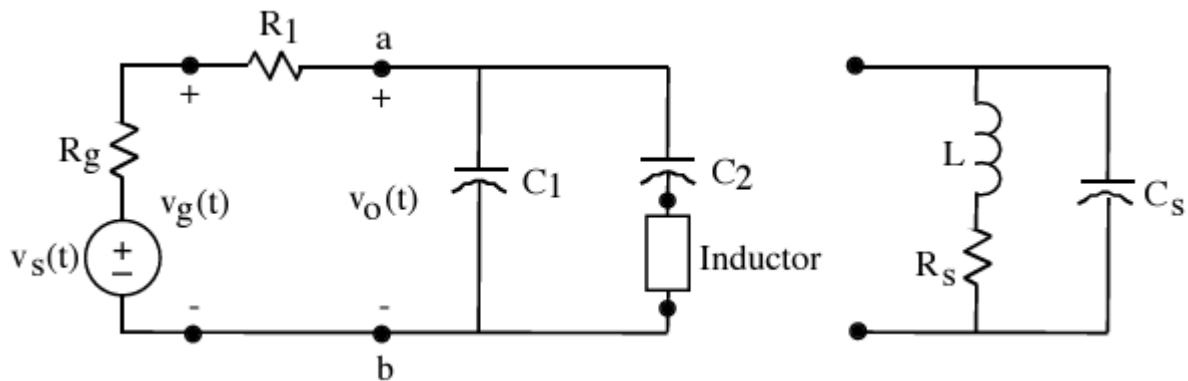 R1
a
+
+
Rg
vg(t)
vo(t)
C1
C2
L
Cs
vs(t)
+
−
Inductor
Rs
-
-
b